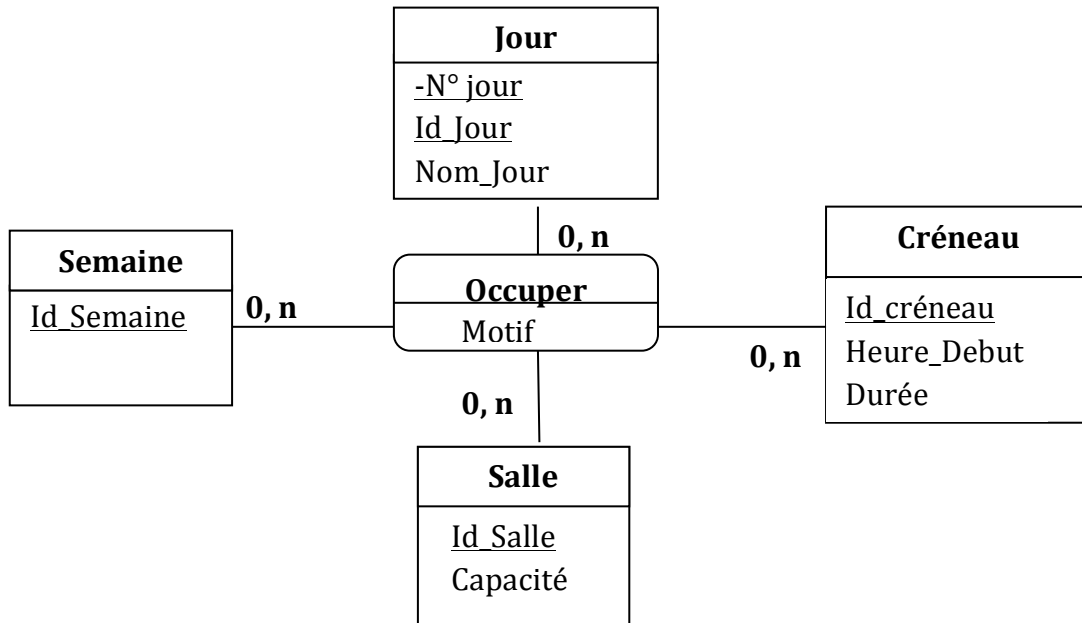 Jour
-N° jour
Id_Jour
Nom_Jour
0, n
Semaine
Id_Semaine
0, n
Occuper
Motif
Créneau
Id_créneau
Heure_Debut
Durée
0, n
0, n
Salle
Id_Salle
Capacité